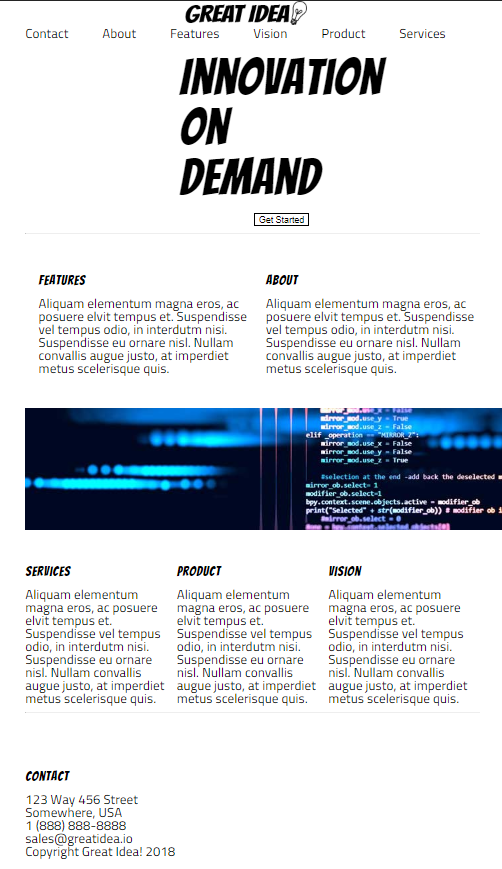 GREAT IDEA
Contact About Features Vision Product Services
INNOVATION
ON
DEMAND
Get Started
FEATURES
Aliquam elementum magna eros, ac
posuere elvit tempus et. Suspendisse
vel tempus odio, in interdutm nisi.
Suspendisse eu ornare nisl. Nullam
convallis augue justo, at imperdiet
metus scelerisque quis.
ABOUT
Aliquam elementum magna eros, ac
posuere elvit tempus et. Suspendisse
vel tempus odio, in interdutm nisi.
Suspendisse eu ornare nisl. Nullam
convallis augue justo, at imperdiet
metus scelerisque quis.
mirror_mod.use_x = False
mirror_mod.use_y = True
mirror_mod.use_z = False
elif _operation == "MIRROR_Z":
mirror_mod.use_x = False
mirror_mod.use_y = False
mirror_mod.use_z = True
#selection at the end -add back the deselected m
mirror_ob.select= 1
modifier_ob.select=1
bpy.context.scene.objects.active = modifier_ob
print("Selected" + str(modifier_ob)) # modifier ob i
#mirror_ob.select = 0
bpy.context.selected_objects[0]
SERVICES
Aliquam elementum
magna eros, ac posuere
elvit tempus et.
Suspendisse vel tempus
odio, in interdutm nisi.
Suspendisse eu ornare
nisl. Nullam convallis
augue justo, at imperdiet
metus scelerisque quis.
PRODUCT
Aliquam elementum
magna eros, ac posuere
elvit tempus et.
Suspendisse vel tempus
odio, in interdutm nisi.
Suspendisse eu ornare
nisl. Nullam convallis
augue justo, at imperdiet
metus scelerisque quis.
VISION
Aliquam elementum
magna eros, ac posuere
elvit tempus et.
Suspendisse vel tempus
odio, in interdutm nisi.
Suspendisse eu ornare
nisl. Nullam convallis
augue justo, at imperdiet
metus scelerisque quis.
CONTACT
123 Way 456 Street
Somewhere, USA
1 (888) 888-8888
sales@greatidea.io
Copyright Great Idea! 2018